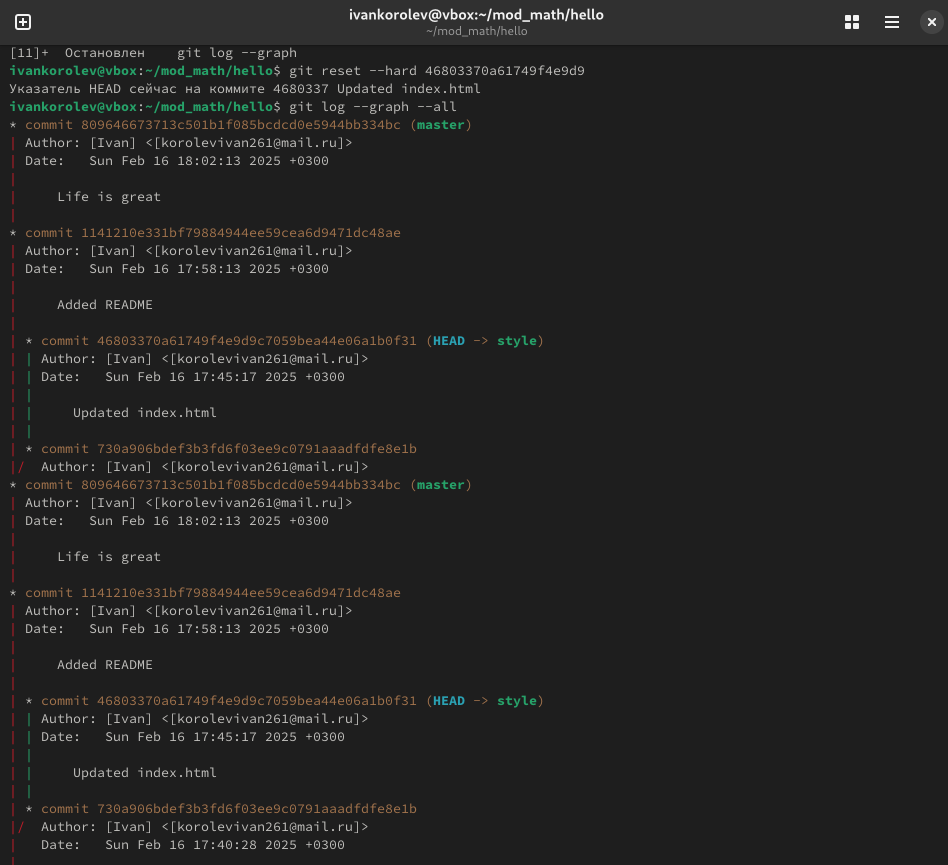 ivankorolev@vbox:~/mod_math/hello
~/mod_math/hello
[11]+  Остановлен    git log --graph
ivankorolev@vbox:~/mod_math/hello$ git reset --hard 46803370a61749f4e9d9
Указатель HEAD сейчас на коммите 4680337 Updated index.html
ivankorolev@vbox:~/mod_math/hello$ git log --graph --all
* commit 809646673713c501b1f085bcdcd0e5944bb334bc (master)
| Author: [Ivan] <[korolevivan261@mail.ru]>
| Date:   Sun Feb 16 18:02:13 2025 +0300
|
|     Life is great
|
* commit 1141210e331bf79884944ee59cea6d9471dc48ae
| Author: [Ivan] <[korolevivan261@mail.ru]>
| Date:   Sun Feb 16 17:58:13 2025 +0300
|
|     Added README
|
| * commit 46803370a61749f4e9d9c7059bea44e06a1b0f31 (HEAD -> style)
| | Author: [Ivan] <[korolevivan261@mail.ru]>
| | Date:   Sun Feb 16 17:45:17 2025 +0300
| |
| |     Updated index.html
| |
| * commit 730a906bdef3b3fd6f03ee9c0791aaadfdfe8e1b
|/  Author: [Ivan] <[korolevivan261@mail.ru]>
* commit 809646673713c501b1f085bcdcd0e5944bb334bc (master)
| Author: [Ivan] <[korolevivan261@mail.ru]>
| Date:   Sun Feb 16 18:02:13 2025 +0300
|
|     Life is great
|
* commit 1141210e331bf79884944ee59cea6d9471dc48ae
| Author: [Ivan] <[korolevivan261@mail.ru]>
| Date:   Sun Feb 16 17:58:13 2025 +0300
|
|     Added README
|
| * commit 46803370a61749f4e9d9c7059bea44e06a1b0f31 (HEAD -> style)
| | Author: [Ivan] <[korolevivan261@mail.ru]>
| | Date:   Sun Feb 16 17:45:17 2025 +0300
| |
| |     Updated index.html
| |
| * commit 730a906bdef3b3fd6f03ee9c0791aaadfdfe8e1b
|/  Author: [Ivan] <[korolevivan261@mail.ru]>
|   Date:   Sun Feb 16 17:40:28 2025 +0300
|